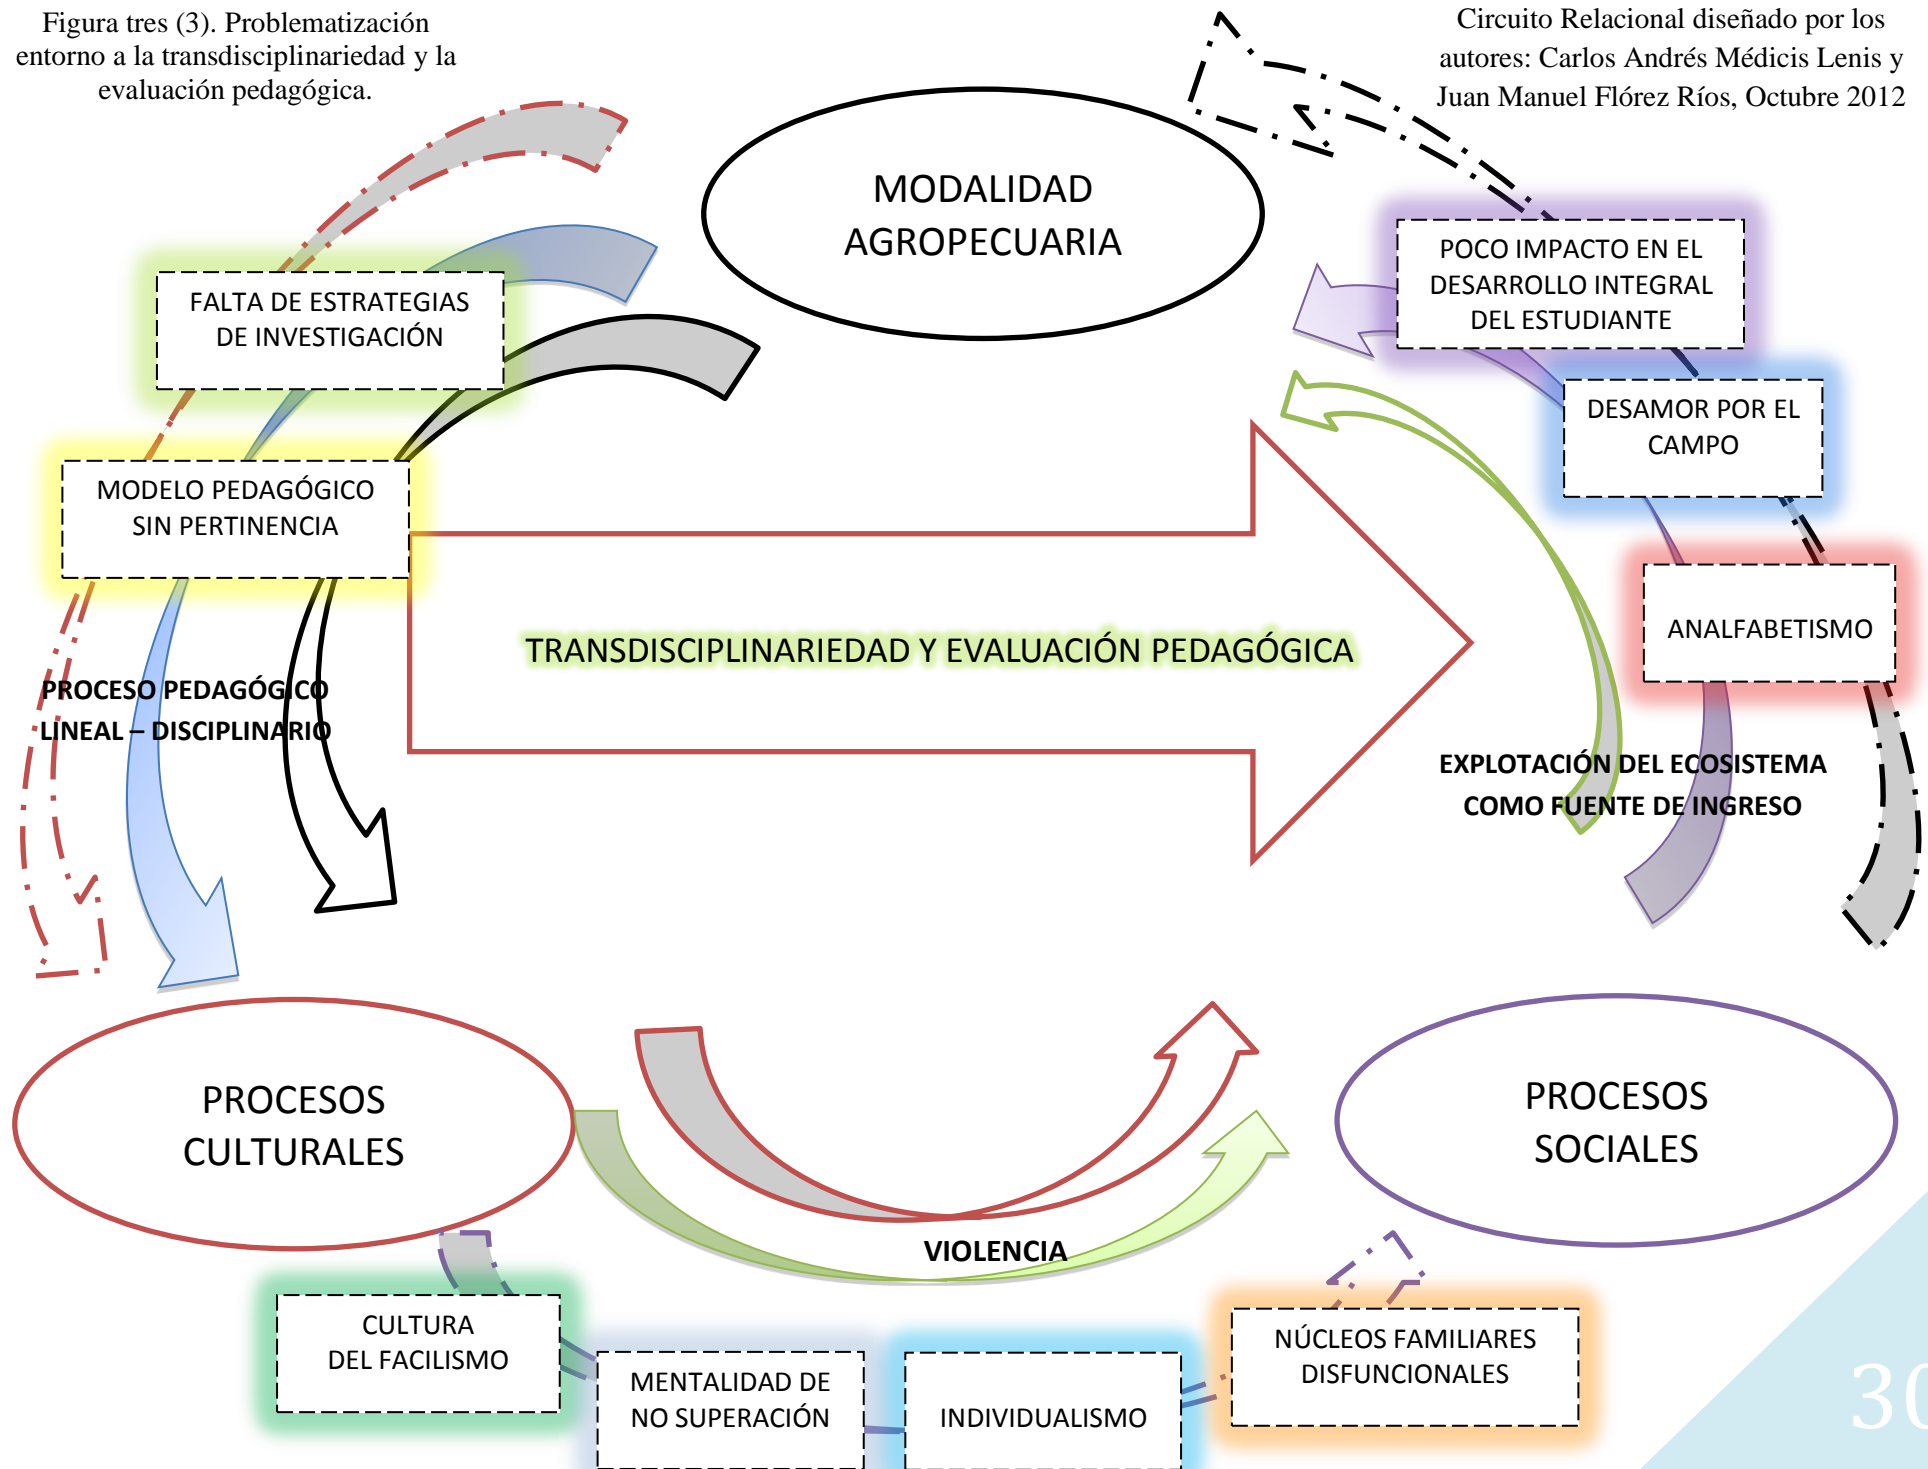 Figura tres (3). Problematización
entorno a la transdisciplinariedad y la
evaluación pedagógica.
Circuito Relacional diseñado por los
autores: Carlos Andrés Médicis Lenis y
Juan Manuel Flórez Ríos, Octubre 2012
MODALIDAD
AGROPECUARIA
FALTA DE ESTRATEGIAS
DE INVESTIGACIÓN
POCO IMPACTO EN EL
DESARROLLO INTEGRAL
DEL ESTUDIANTE
DESAMOR POR EL
CAMPO
MODELO PEDAGÓGICO
SIN PERTINENCIA
ANALFABETISMO
TRANSDISCIPLINARIEDAD Y EVALUACIÓN PEDAGÓGICA
PROCESO PEDAGÓGICO
LINEAL – DISCIPLINARIO
EXPLOTACIÓN DEL ECOSISTEMA
COMO FUENTE DE INGRESO
PROCESOS
CULTURALES
PROCESOS
SOCIALES
VIOLENCIA
CULTURA
DEL FACILISMO
MENTALIDAD DE
NO SUPERACIÓN
INDIVIDUALISMO
NÚCLEOS FAMILIARES
DISFUNCIONALES
30